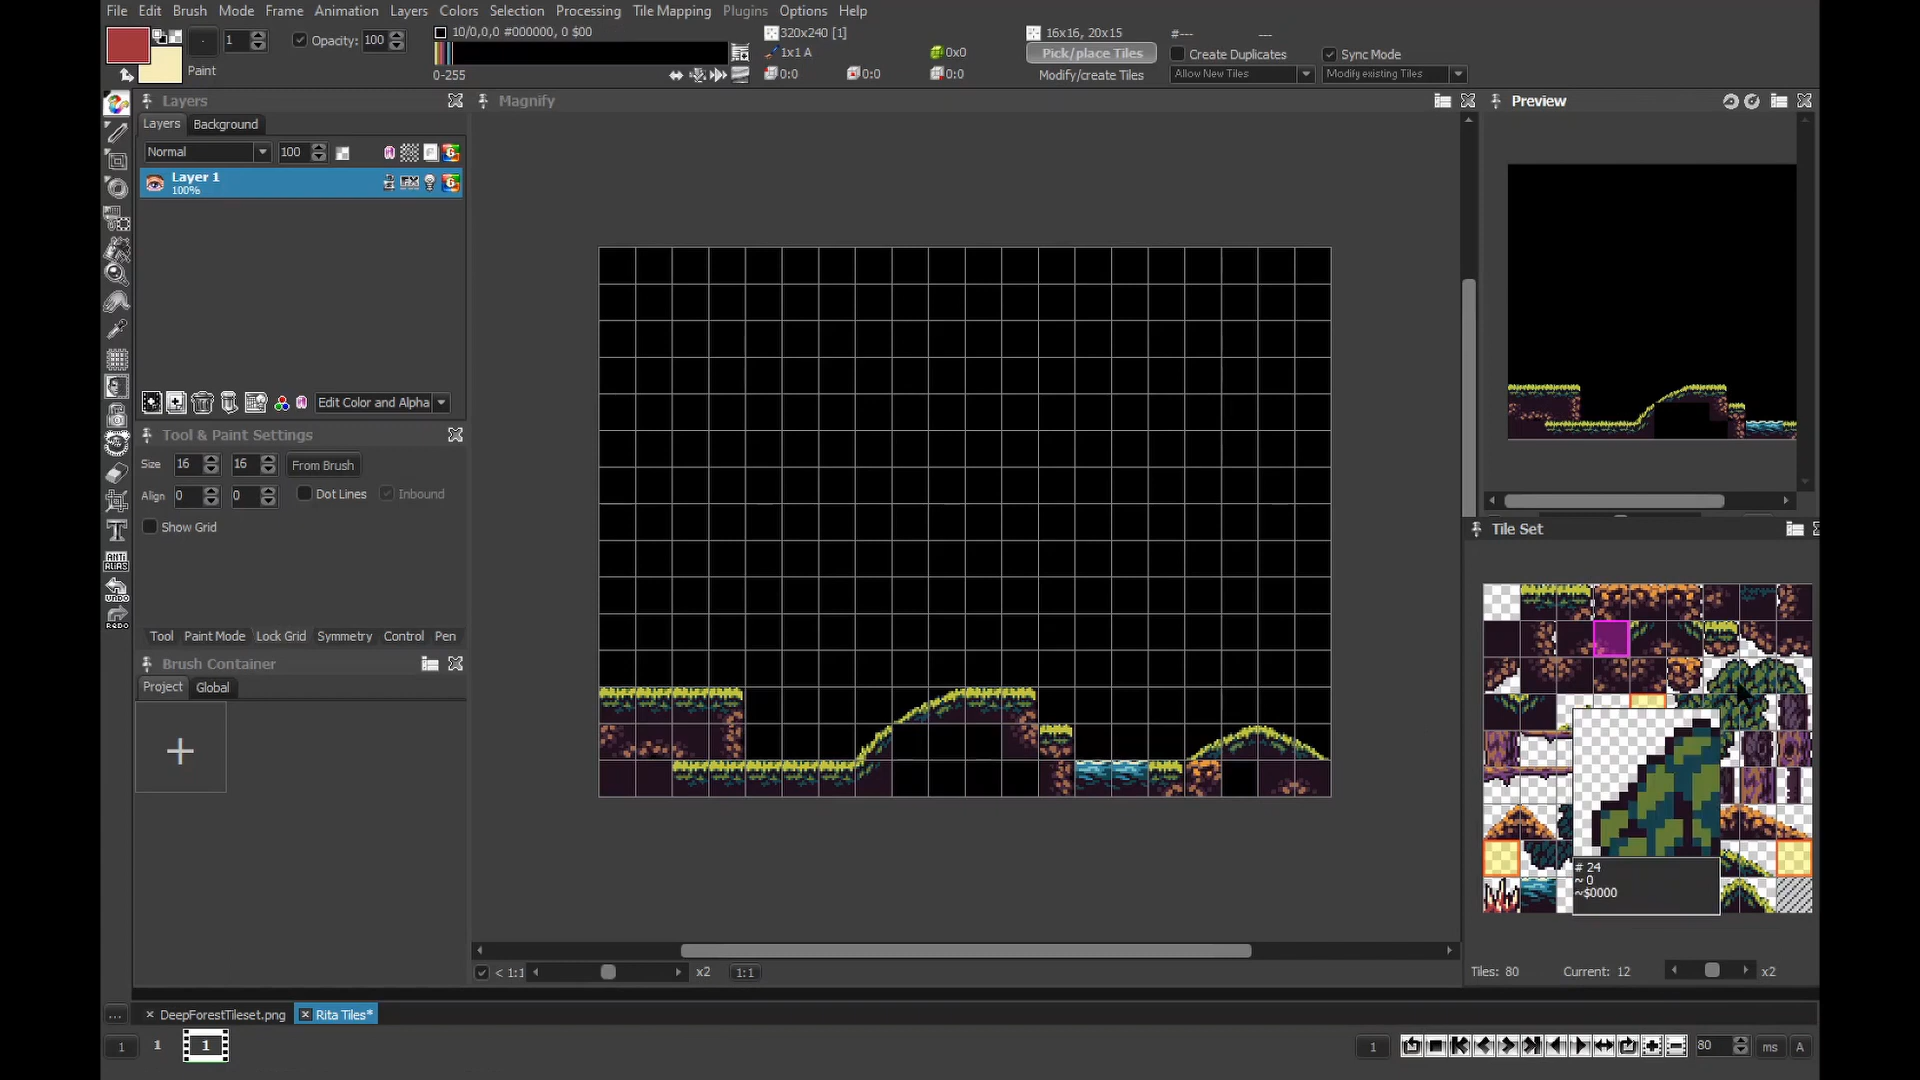 File Edit Brush Mode Frame Animation Layers Colors Selection Processing Tile Mapping Plugins Options Help
1 Opacity: 100
Paint
10/0,0,0 #000000, 0 $00
0-255
320x240 [1]
1x1 A 0x0
0:0 0:0 0:0
16x16, 20x15
Pick/place Tiles
Modify/create Tiles
#--- ---
Create Duplicates Sync Mode
Allow New Tiles Modify existing Tiles
Layers
Layers Background
Normal 100
Layer 1
100%
Edit Color and Alpha
Tool & Paint Settings
Size 16 16 From Brush
Align 0 0 Dot Lines Inbound
Show Grid
Tool Paint Mode Lock Grid Symmetry Control Pen
Brush Container
Project Global
+
ANTI
ALIAS
UNDO
REDO
Magnify
< 1:1 x2 1:1
Preview
Tile Set
# 24
~ 0
~$0000
Tiles: 80 Current: 12 x2
... DeepForestTileset.png Rita Tiles*
1 1 1
1 80 ms A